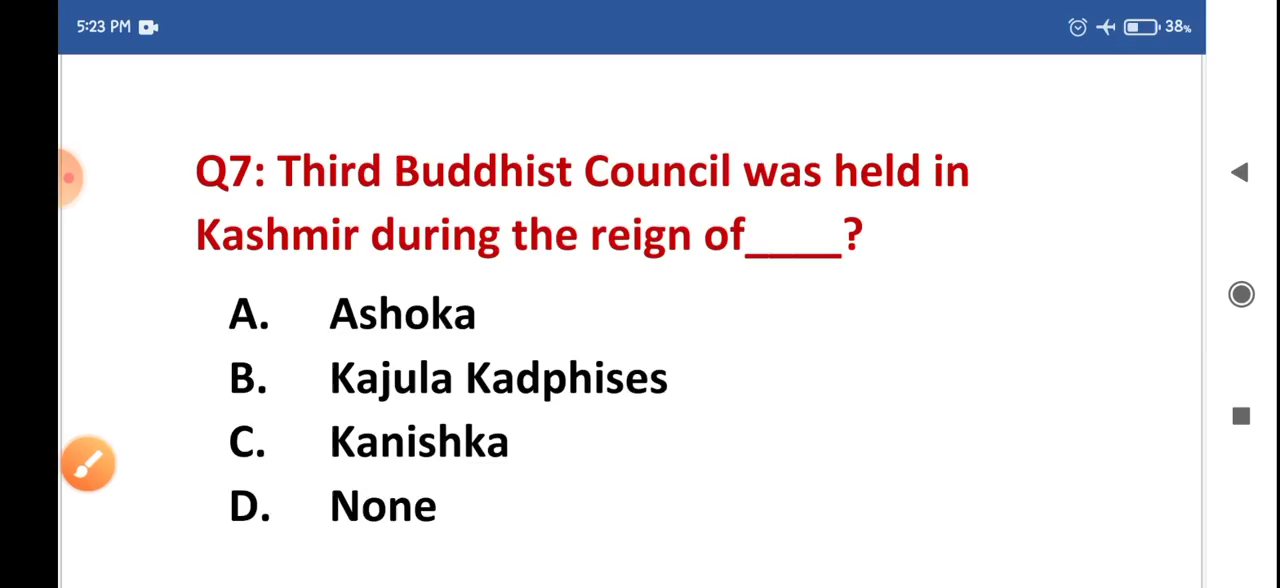 5:23 PM
38%
Q7: Third Buddhist Council was held in
Kashmir during the reign of____?
A. Ashoka
B. Kajula Kadphises
C. Kanishka
D. None